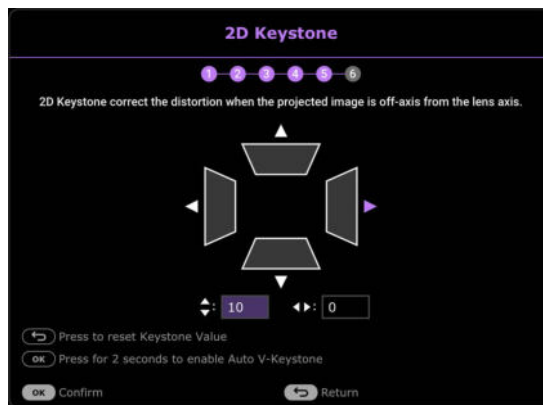 2D Keystone
1 2 3 4 5 6
2D Keystone correct the distortion when the projected image is off-axis from the lens axis.
: 10 : 0
Press to reset Keystone Value
OK Press for 2 seconds to enable Auto V-Keystone
OK Confirm Return